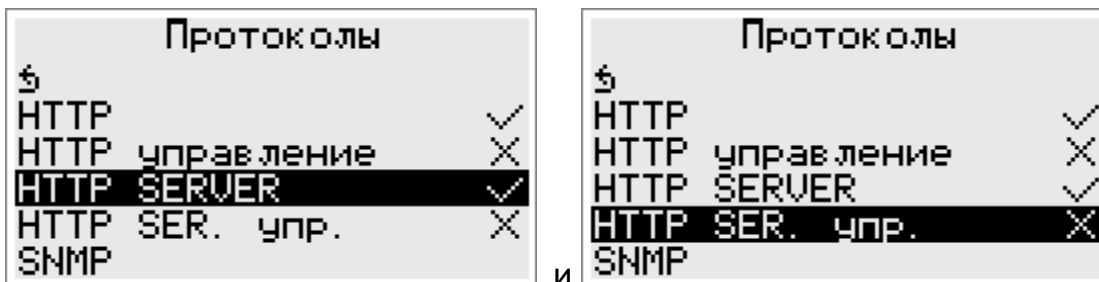 Протоколы
HTTP
HTTP управление
HTTP SERVER
HTTP SER. упр.
SNMP
и
Протоколы
HTTP
HTTP управление
HTTP SERVER
HTTP SER. упр.
SNMP